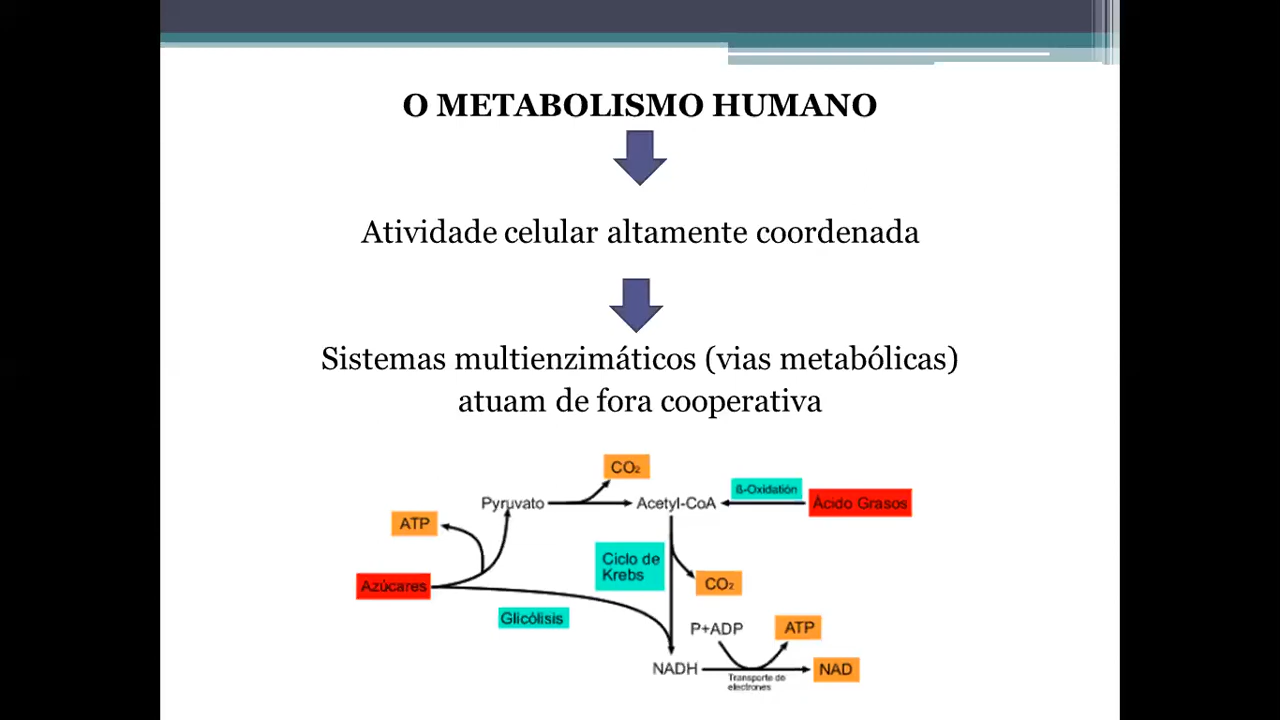 O METABOLISMO HUMANO
Atividade celular altamente coordenada
Sistemas multienzimáticos (vias metabólicas)
atuam de fora cooperativa
CO₂
ß-Oxidatión
Pyruvato
Acetyl-CoA
Ácido Grasos
ATP
Ciclo de
Krebs
CO₂
Azúcares
Glicólisis
P+ADP
ATP
NADH
NAD
Transporte de
electrones